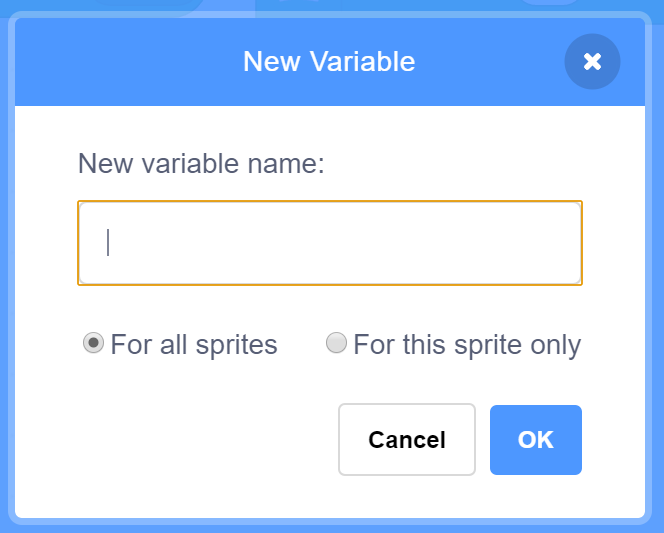 New Variable
New variable name:
For all sprites
For this sprite only
Cancel
OK